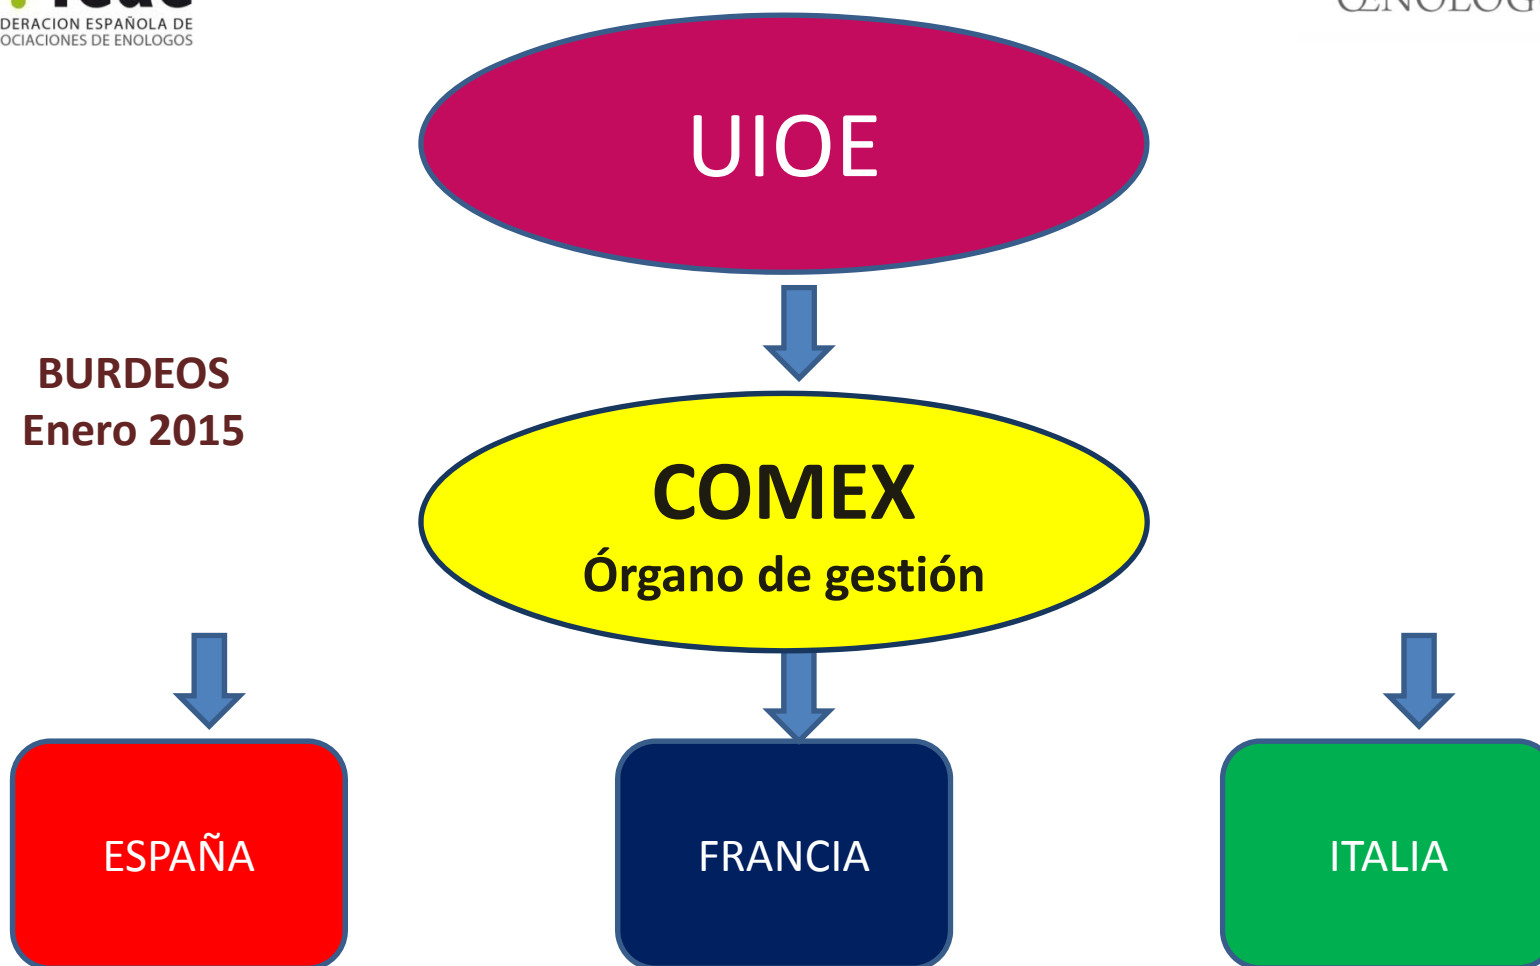 DERACION ESPAÑOLA DE
OCIACIONES DE ENOLOGOS
UIOE
BURDEOS
Enero 2015
COMEX
Órgano de gestión
ESPAÑA
FRANCIA
ITALIA